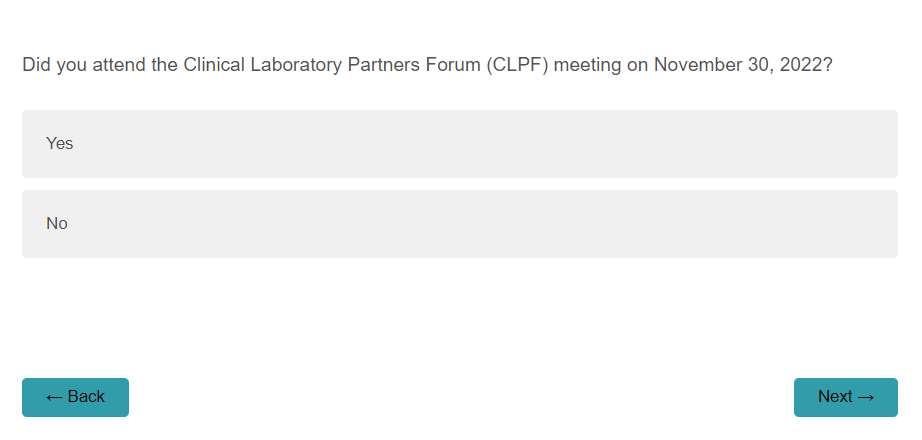 Did you attend the Clinical Laboratory Partners Forum (CLPF) meeting on November 30, 2022?
Yes
No
← Back
Next →